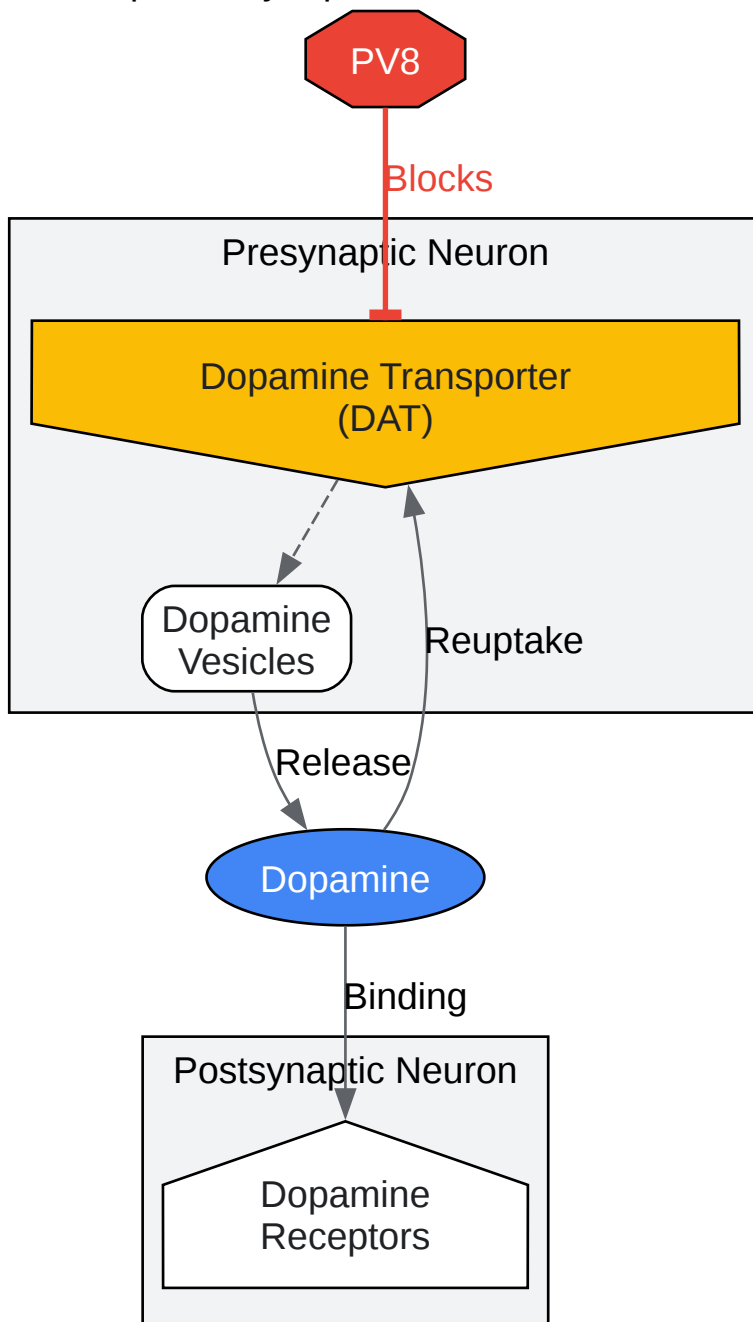 PV8
Blocks
Presynaptic Neuron
Dopamine Transporter
(DAT)
Dopamine
Vesicles
Reuptake
Release
Dopamine
Binding
Postsynaptic Neuron
Dopamine
Receptors